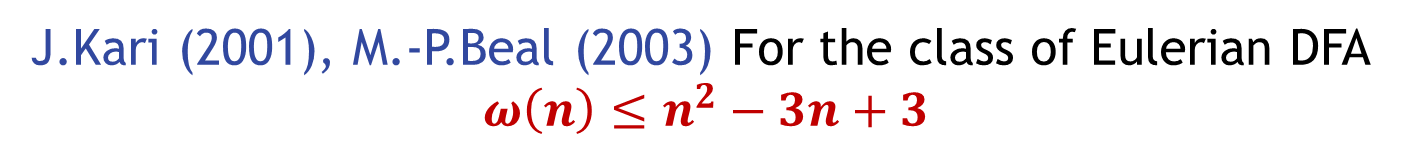 J.Kari (2001), M.-P.Beal (2003) For the class of Eulerian DFA
ω(n) ≤ n² − 3n + 3